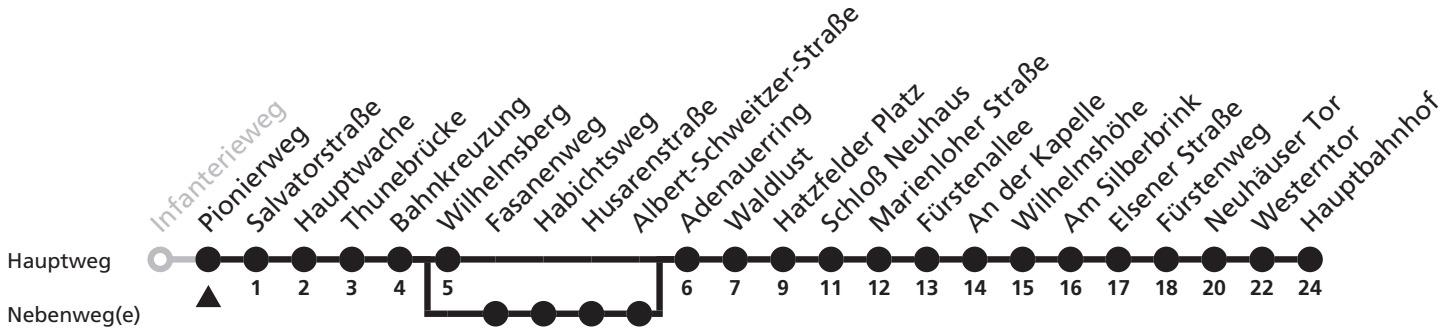 Infanterieweg
Pionierweg
Salvatorstraße
Hauptwache
Thunebrücke
Bahnkreuzung
Wilhelmsberg
Fasanenweg
Habichtsweg
Husarenstraße
Albert-Schweitzer-Straße
Adenauerring
Waldlust
Hatzfelder Platz
Schloß Neuhaus
Marienloher Straße
Fürstenallee
An der Kapelle
Wilhelmshöhe
Am Silberbrink
Elsener Straße
Fürstenweg
Neuhäuser Tor
Westerntor
Hauptbahnhof
Hauptweg
1 2 3 4 5 6 7 9 11 12 13 14 15 16 17 18 20 22 24
Nebenweg(e)